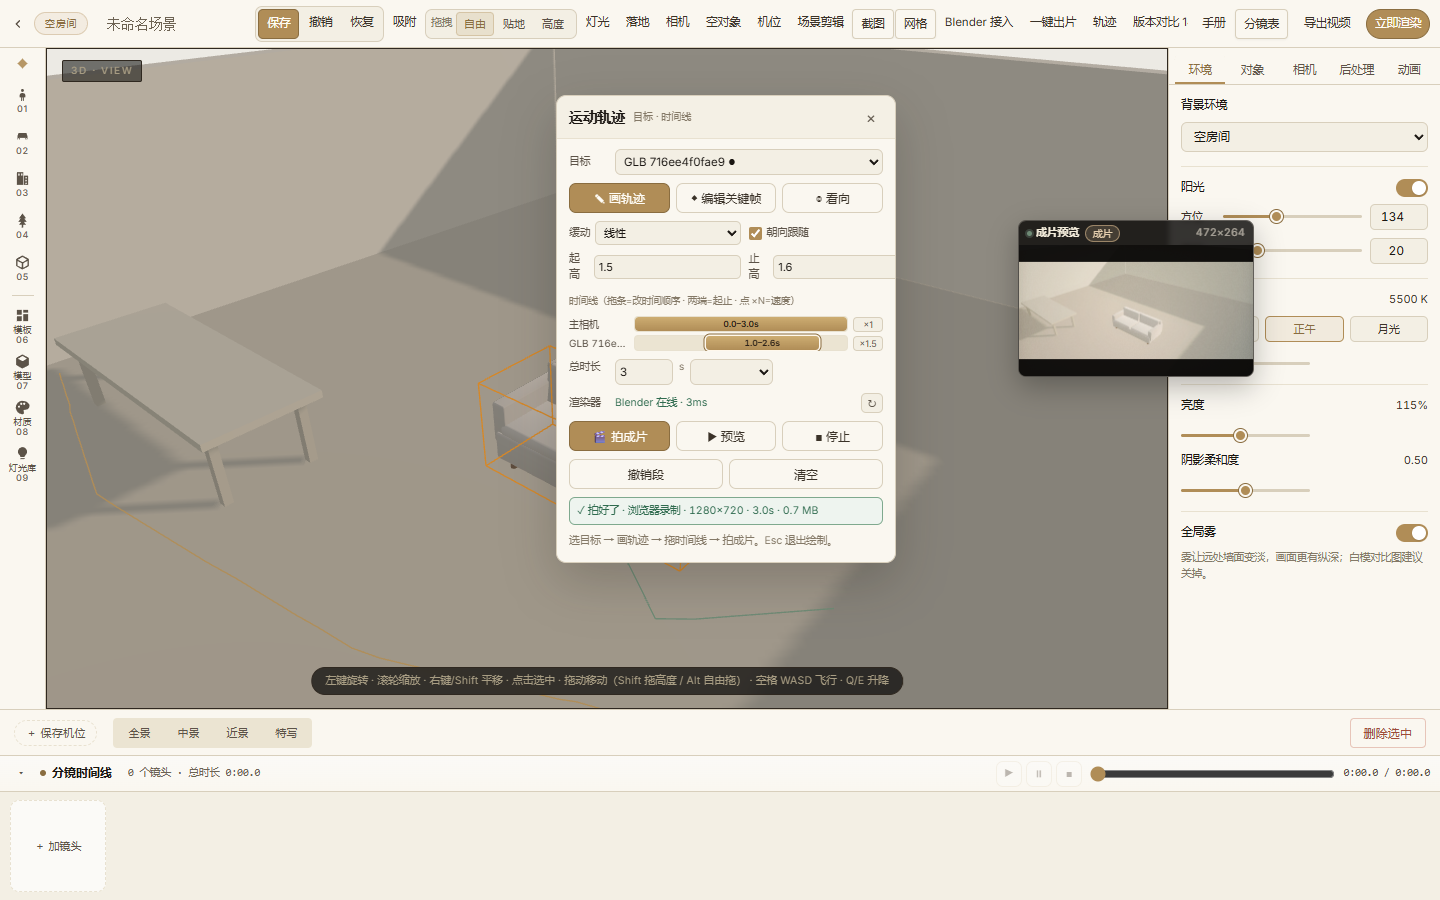 空房间 未命名场景 保存 撤销 恢复 吸附 拖拽 自由 贴地 高度 灯光 落地 相机 空对象 机位 场景剪辑 截图 网格 Blender 接入 一键出片 轨迹 版本对比 1 手册 分镜表 导出视频 立即渲染
3D · VIEW
01
02
03
04
05
模板
06
模型
07
材质
08
灯光库
09
运动轨迹 目标 · 时间线 ×
目标 GLB 716ee4f0fae9 ●
画轨迹 编辑关键帧 看向
缓动 线性 朝向跟随
起高 1.5 止高 1.6
时间线（拖条=改时间顺序 · 两端=起止 · 点 ×N=速度）
主相机 0.0–3.0s ×1
GLB 716e... 1.0–2.6s ×1.5
总时长 3 s
渲染器 Blender 在线 · 3ms ↻
拍成片 ▶ 预览 ■ 停止
撤销段 清空
✓ 拍好了 · 浏览器录制 · 1280×720 · 3.0s · 0.7 MB
选目标 → 画轨迹 → 拖时间线 → 拍成片。Esc 退出绘制。
成片预览 成片 472×264
环境 对象 相机 后处理 动画
背景环境
空房间
阳光
方位 134
20
5500 K
正午 月光
亮度 115%
阴影柔和度 0.50
全局雾
雾让远处墙面变淡，画面更有纵深；白模对比图建议
关掉。
左键旋转 · 滚轮缩放 · 右键/Shift 平移 · 点击选中 · 拖动移动（Shift 拖高度 / Alt 自由拖） · 空格 WASD 飞行 · Q/E 升降
+ 保存机位 全景 中景 近景 特写 删除选中
分镜时间线 0 个镜头 · 总时长 0:00.0 0:00.0 / 0:00.0
+ 加镜头